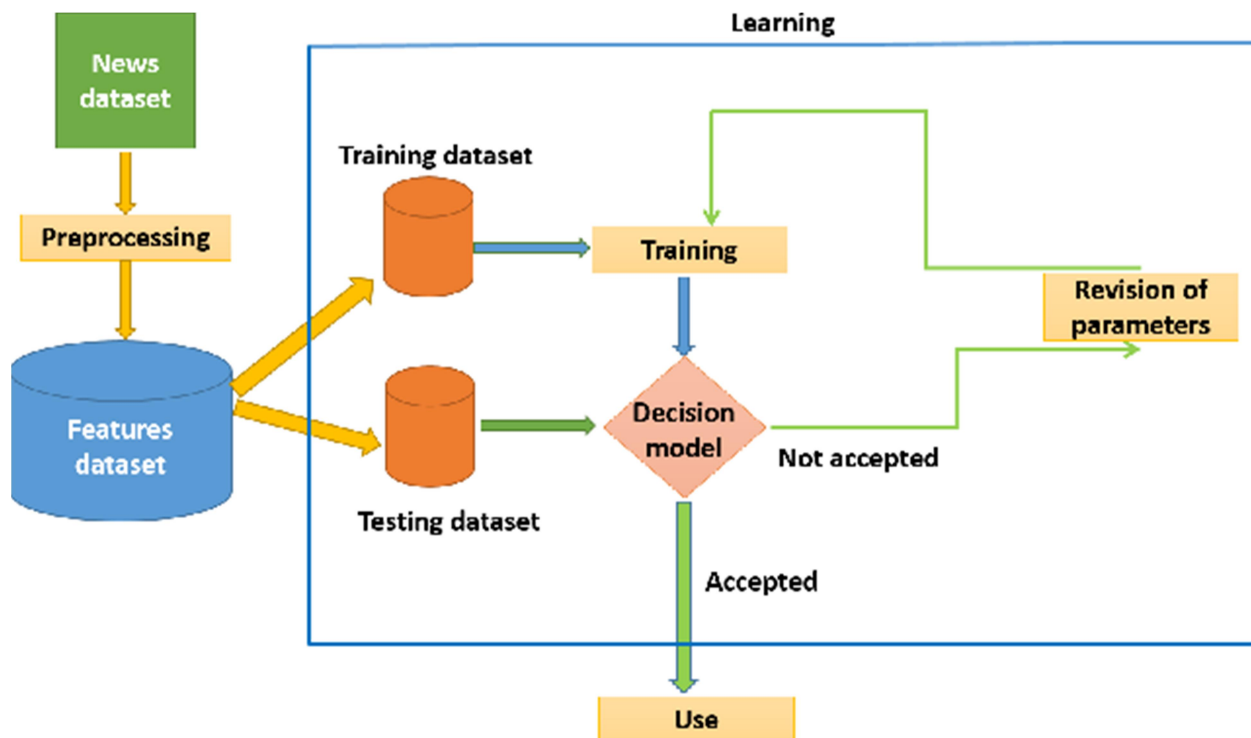 Learning
News
dataset
Training dataset
Preprocessing
Training
Revision of
parameters
Features
dataset
Decision
model
Not accepted
Testing dataset
Accepted
Use